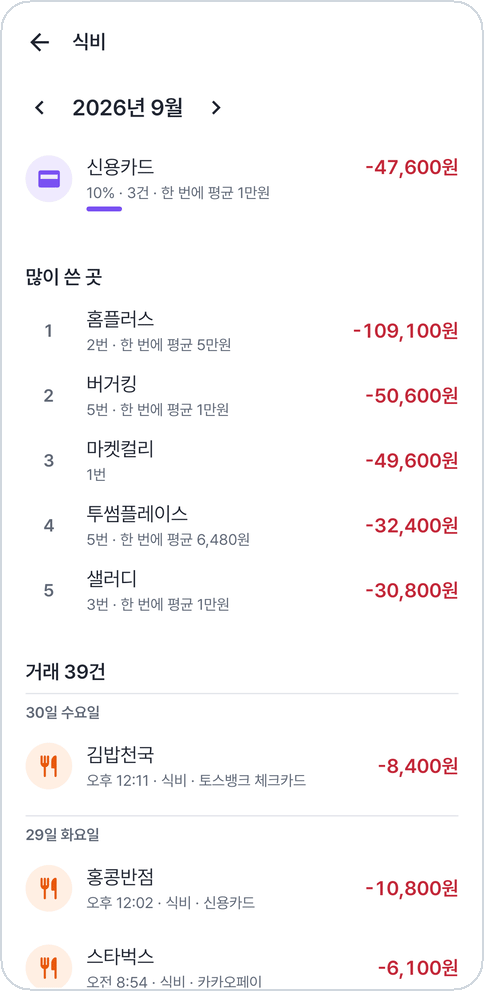 식비
2026년 9월
신용카드
-47,600원
10% · 3건 · 한 번에 평균 1만원
많이 쓴 곳
1
홈플러스
2번 · 한 번에 평균 5만원
-109,100원
2
버거킹
5번 · 한 번에 평균 1만원
-50,600원
3
마켓컬리
1번
-49,600원
4
투썸플레이스
5번 · 한 번에 평균 6,480원
-32,400원
5
샐러디
3번 · 한 번에 평균 1만원
-30,800원
거래 39건
30일 수요일
김밥천국
오후 12:11 · 식비 · 토스뱅크 체크카드
-8,400원
29일 화요일
홍콩반점
오후 12:02 · 식비 · 신용카드
-10,800원
스타벅스
오전 8:54 · 식비 · 카카오페이
-6,100원